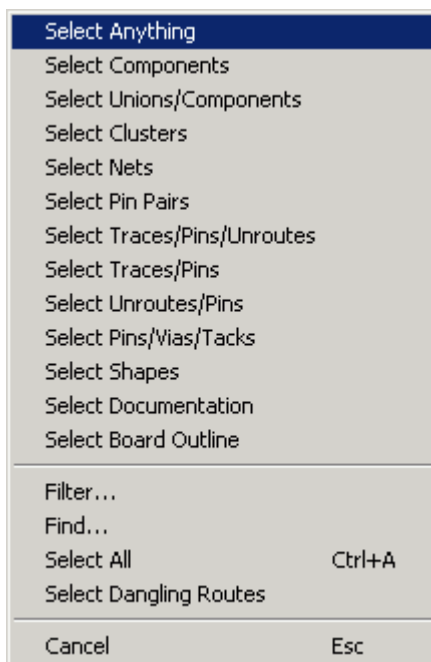 Select Anything
Select Components
Select Unions/Components
Select Clusters
Select Nets
Select Pin Pairs
Select Traces/Pins/Unroutes
Select Traces/Pins
Select Unroutes/Pins
Select Pins/Vias/Tacks
Select Shapes
Select Documentation
Select Board Outline
Filter...
Find...
Select All Ctrl+A
Select Dangling Routes
Cancel Esc